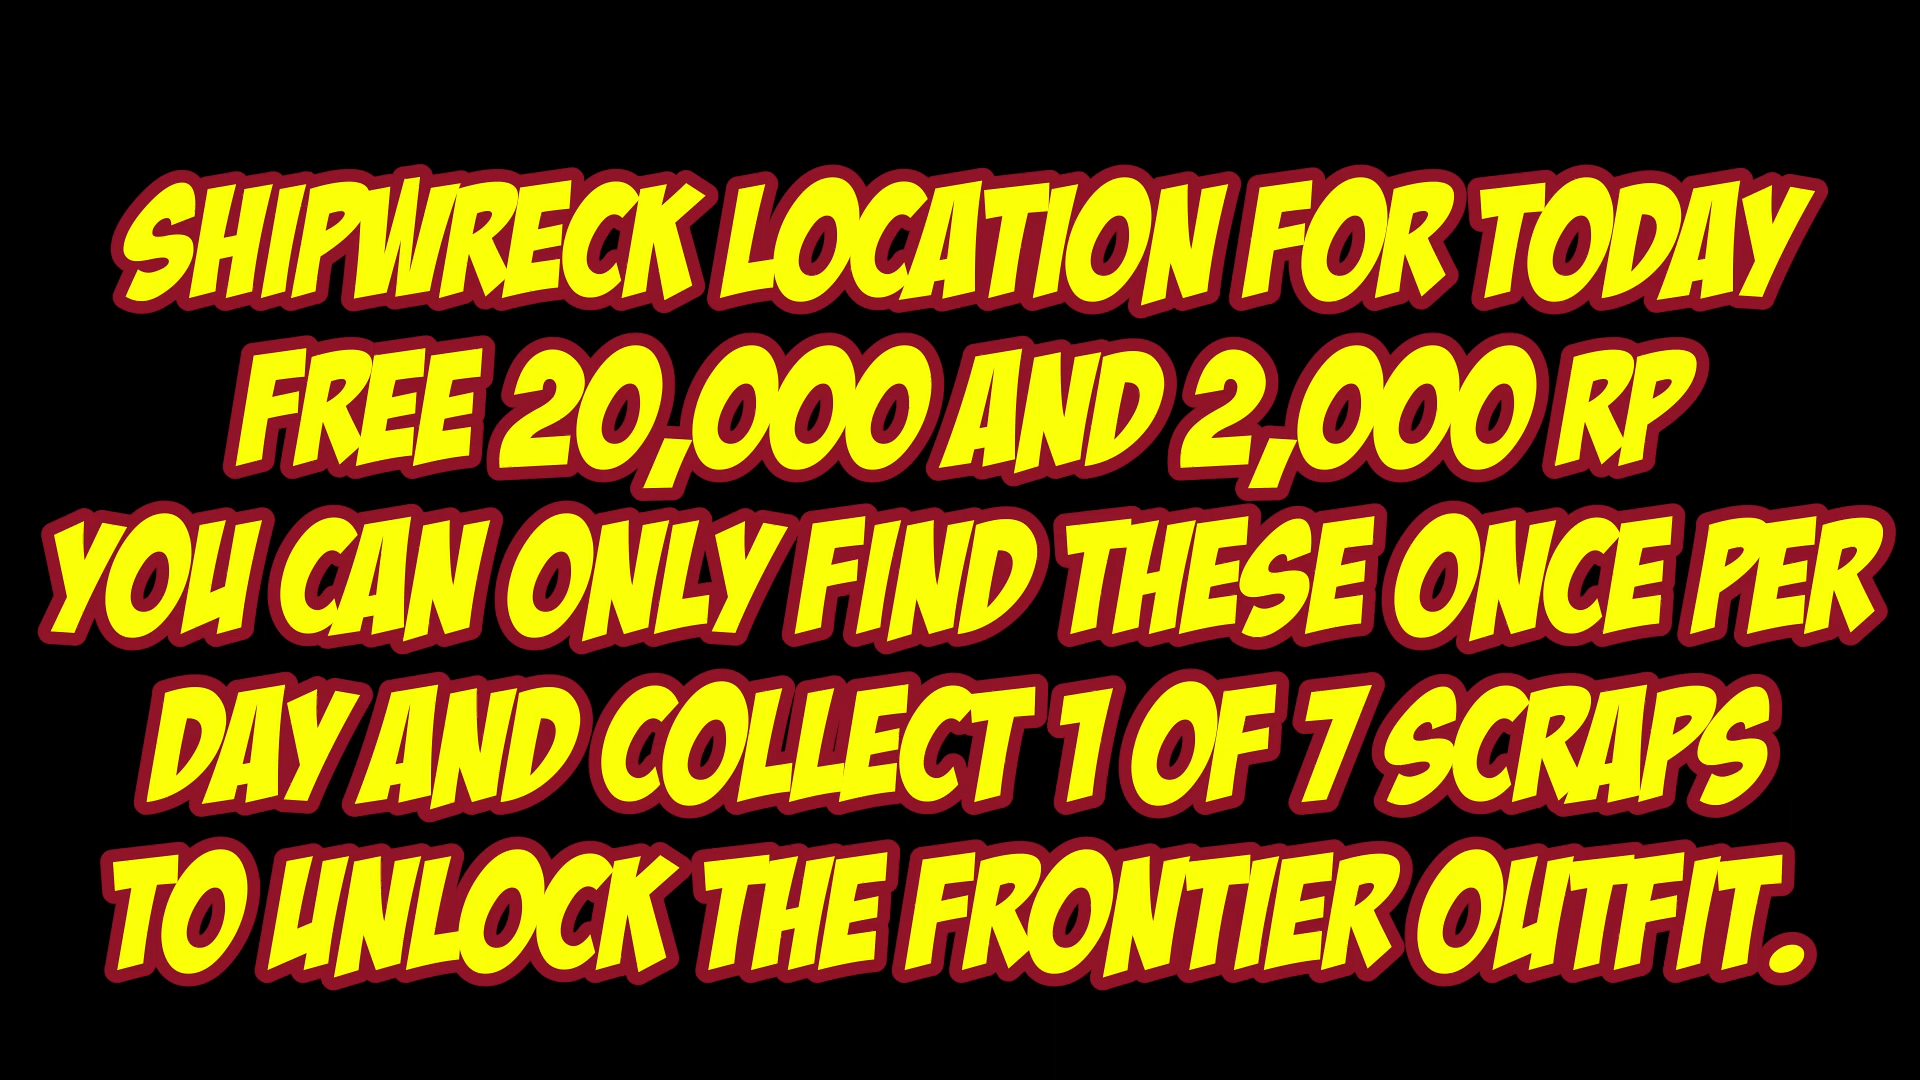 SHIPWRECK LOCATION FOR TODAY
FREE 20,000 AND 2,000 RP
YOU CAN ONLY FIND THESE ONCE PER
DAY AND COLLECT 1 OF 7 SCRAPS
TO UNLOCK THE FRONTIER OUTFIT.